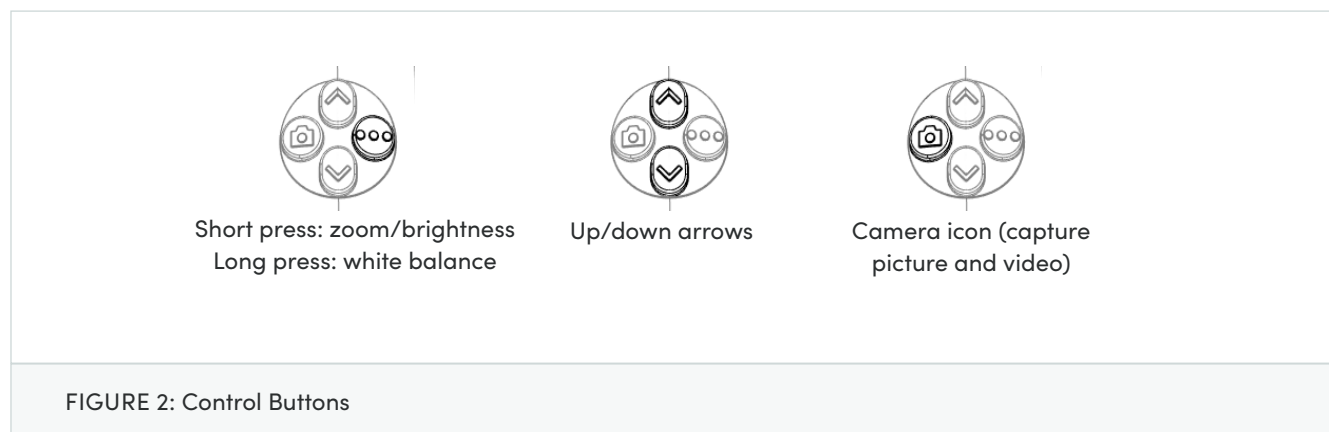 Short press: zoom/brightness
Long press: white balance
Up/down arrows
Camera icon (capture
picture and video)
FIGURE 2: Control Buttons